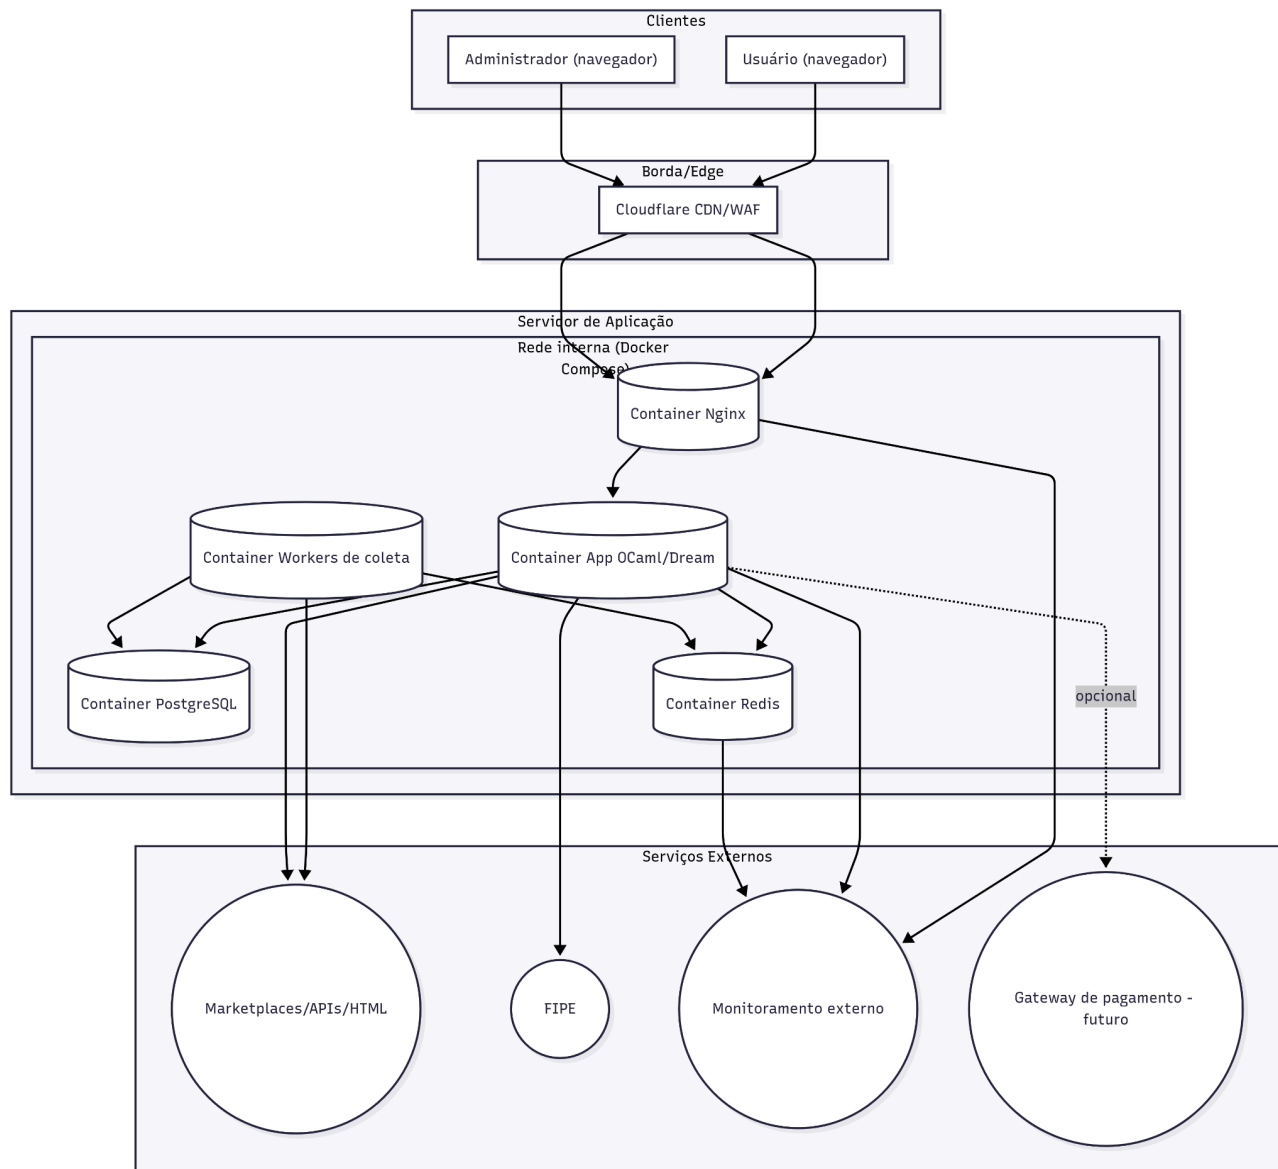 Clientes
Administrador (navegador)
Usuário (navegador)
Borda/Edge
Cloudflare CDN/WAF
Servidor de Aplicação
Rede interna (Docker
Compose)
Container Nginx
Container Workers de coleta
Container App OCaml/Dream
Container PostgreSQL
Container Redis
opcional
Serviços Externos
Marketplaces/APIs/HTML
FIPE
Monitoramento externo
Gateway de pagamento -
futuro